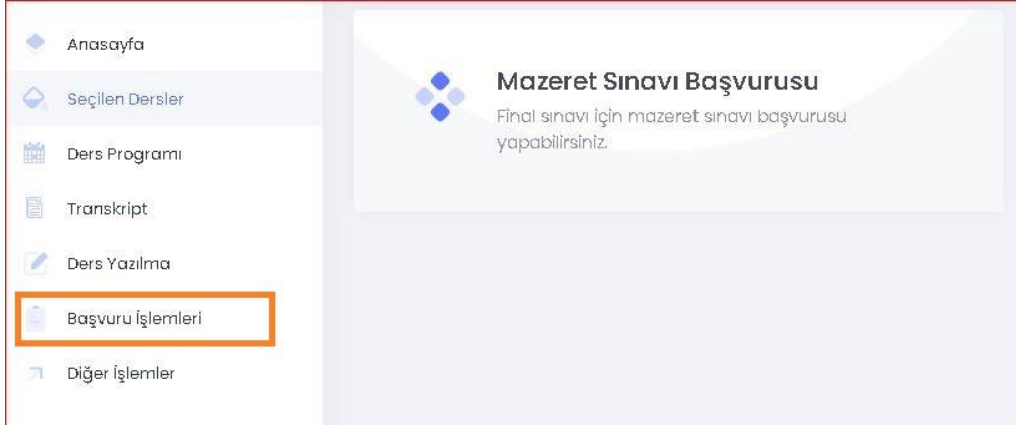 Anasayfa
Seçilen Dersler
Ders Programı
Transkript
Ders Yazılma
Başvuru İşlemleri
Diğer İşlemler
Mazeret Sınavı Başvurusu
Final sınavı için mazeret sınavı başvurusu
yapabilirsiniz.